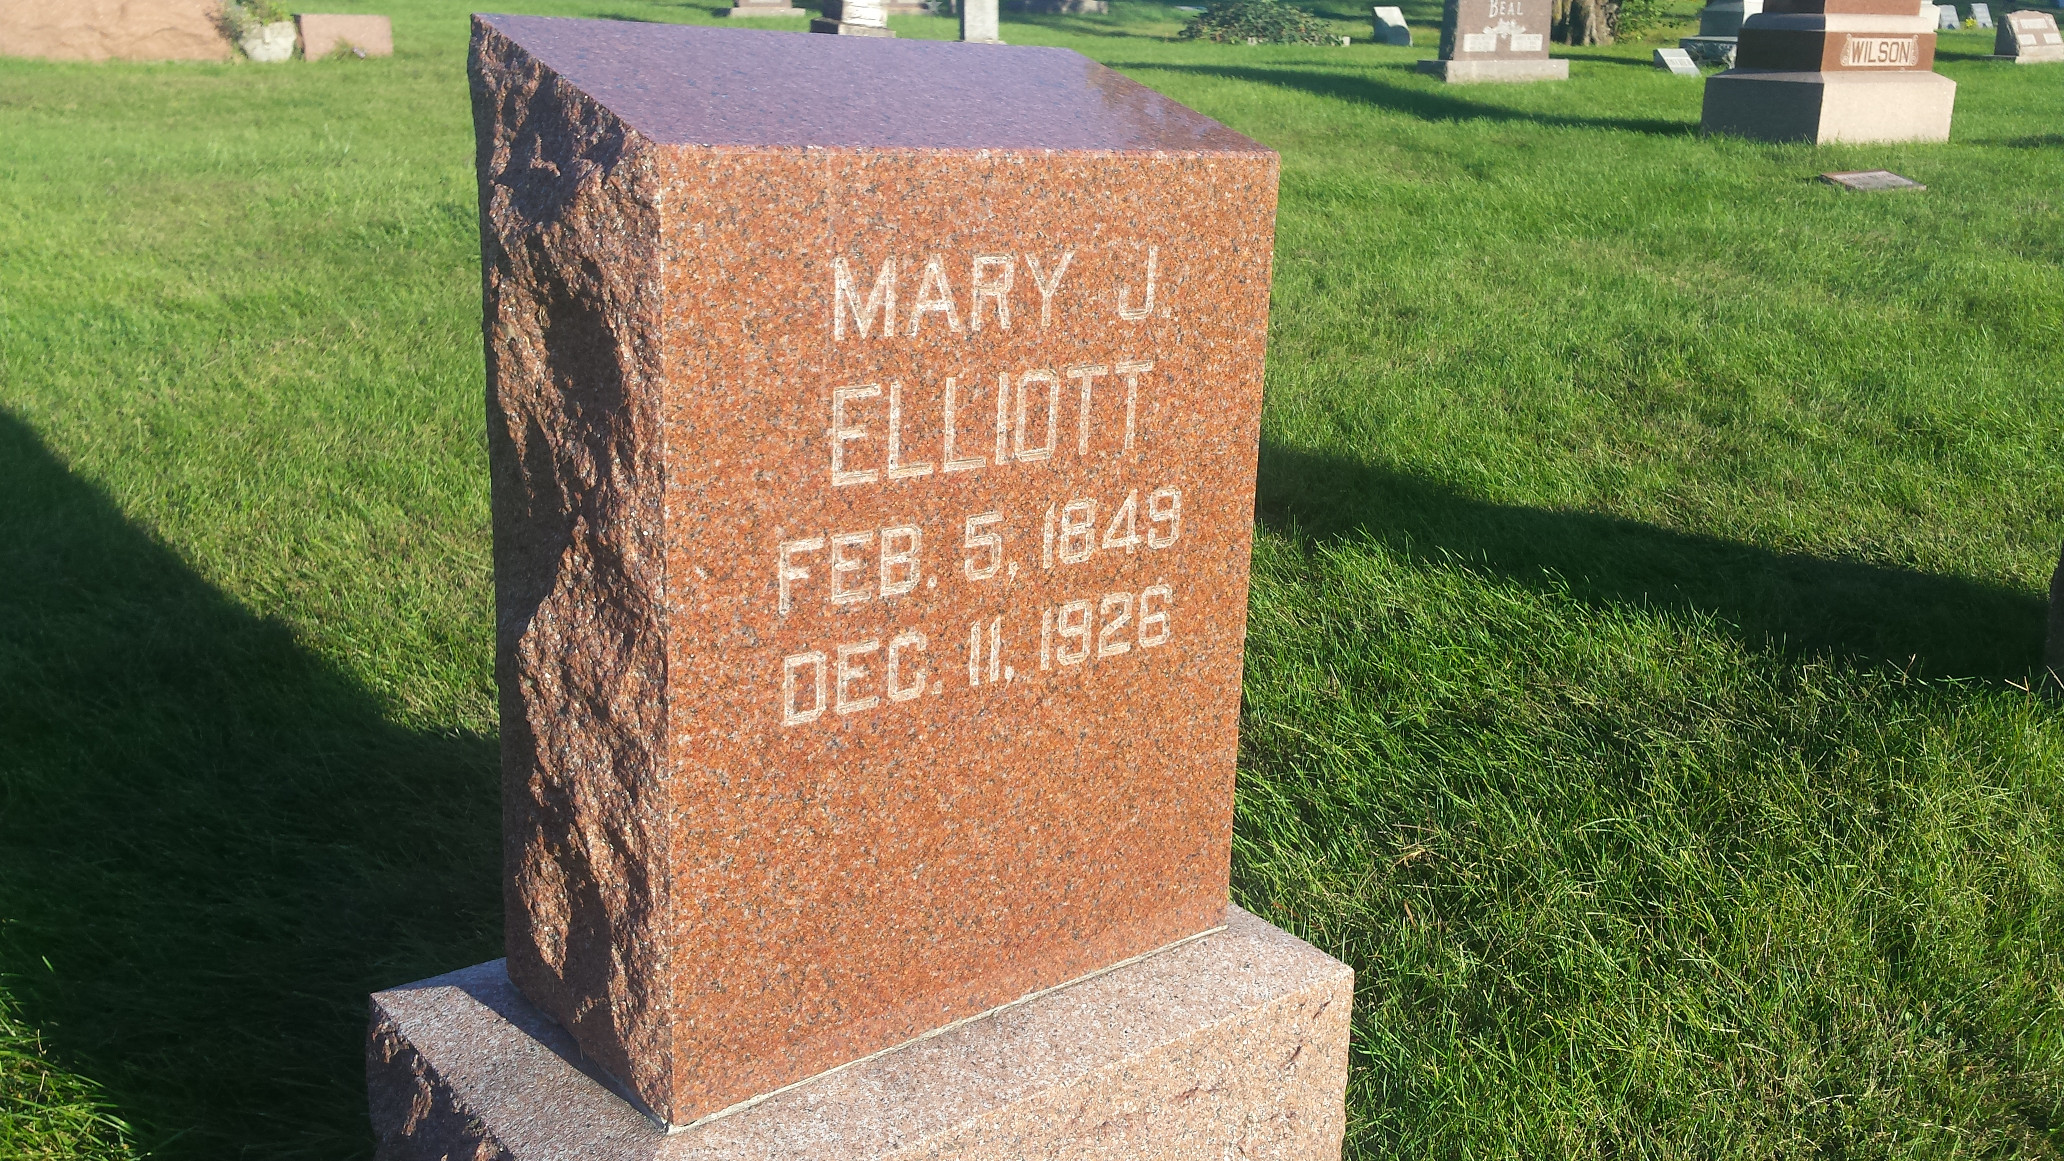 BEAL
WILSON
MARY J.
ELLIOTT
FEB. 5, 1849
DEC. 11, 1926